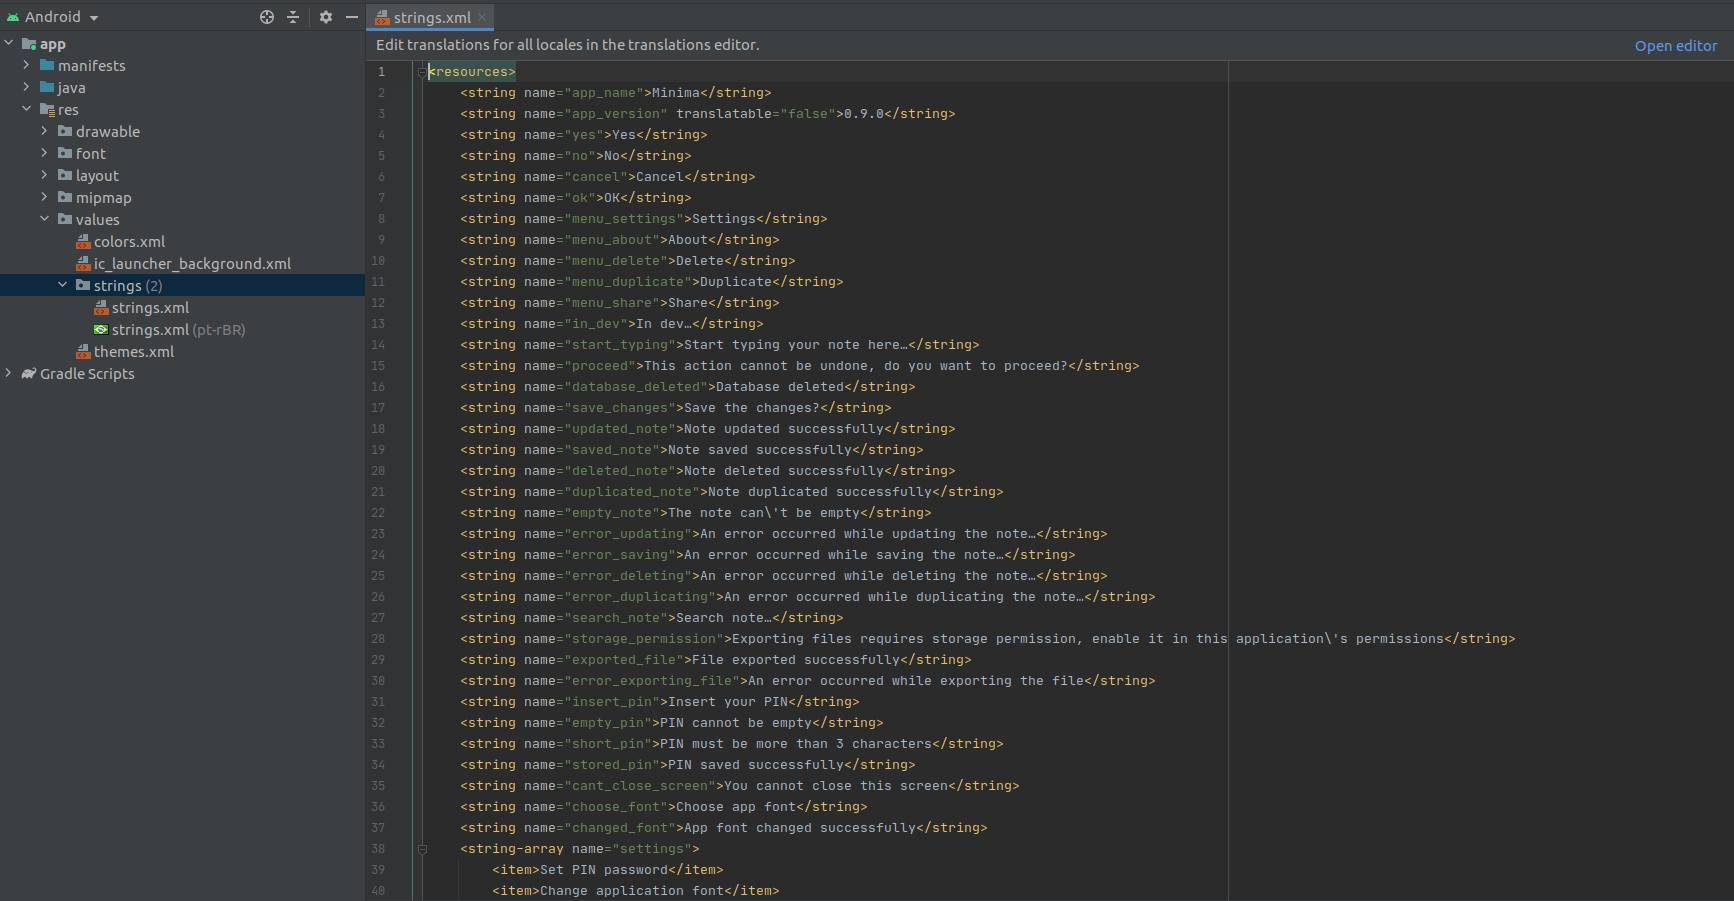 Android
strings.xml
app
manifests
java
res
drawable
font
layout
mipmap
values
colors.xml
ic_launcher_background.xml
strings (2)
strings.xml
strings.xml (pt-rBR)
themes.xml
Gradle Scripts
Edit translations for all locales in the translations editor.
Open editor
1 <resources>
2 <string name="app_name">Minima</string>
3 <string name="app_version" translatable="false">0.9.0</string>
4 <string name="yes">Yes</string>
5 <string name="no">No</string>
6 <string name="cancel">Cancel</string>
7 <string name="ok">OK</string>
8 <string name="menu_settings">Settings</string>
9 <string name="menu_about">About</string>
10 <string name="menu_delete">Delete</string>
11 <string name="menu_duplicate">Duplicate</string>
12 <string name="menu_share">Share</string>
13 <string name="in_dev">In dev…</string>
14 <string name="start_typing">Start typing your note here…</string>
15 <string name="proceed">This action cannot be undone, do you want to proceed?</string>
16 <string name="database_deleted">Database deleted</string>
17 <string name="save_changes">Save the changes?</string>
18 <string name="updated_note">Note updated successfully</string>
19 <string name="saved_note">Note saved successfully</string>
20 <string name="deleted_note">Note deleted successfully</string>
21 <string name="duplicated_note">Note duplicated successfully</string>
22 <string name="empty_note">The note can\'t be empty</string>
23 <string name="error_updating">An error occurred while updating the note…</string>
24 <string name="error_saving">An error occurred while saving the note…</string>
25 <string name="error_deleting">An error occurred while deleting the note…</string>
26 <string name="error_duplicating">An error occurred while duplicating the note…</string>
27 <string name="search_note">Search note…</string>
28 <string name="storage_permission">Exporting files requires storage permission, enable it in this application\'s permissions</string>
29 <string name="exported_file">File exported successfully</string>
30 <string name="error_exporting_file">An error occurred while exporting the file</string>
31 <string name="insert_pin">Insert your PIN</string>
32 <string name="empty_pin">PIN cannot be empty</string>
33 <string name="short_pin">PIN must be more than 3 characters</string>
34 <string name="stored_pin">PIN saved successfully</string>
35 <string name="cant_close_screen">You cannot close this screen</string>
36 <string name="choose_font">Choose app font</string>
37 <string name="changed_font">App font changed successfully</string>
38 <string-array name="settings">
39 <item>Set PIN password</item>
40 <item>Change application font</item>